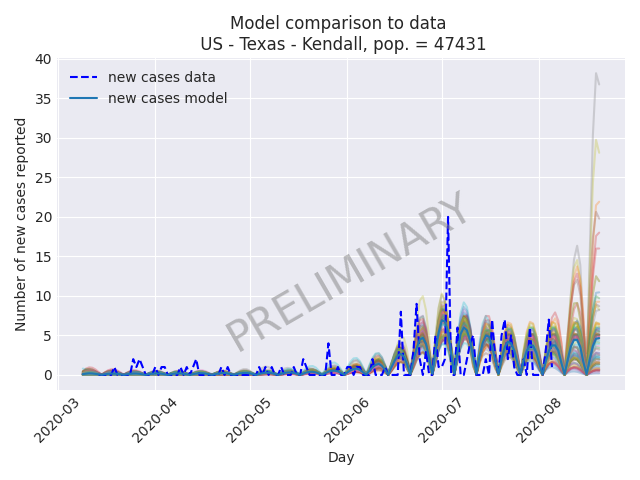 Model comparison to data
US - Texas - Kendall, pop. = 47431
new cases data
new cases model
PRELIMINARY
Number of new cases reported
40
35
30
25
20
15
10
5
0
2020-03
2020-04
2020-05
2020-06
2020-07
2020-08
Day